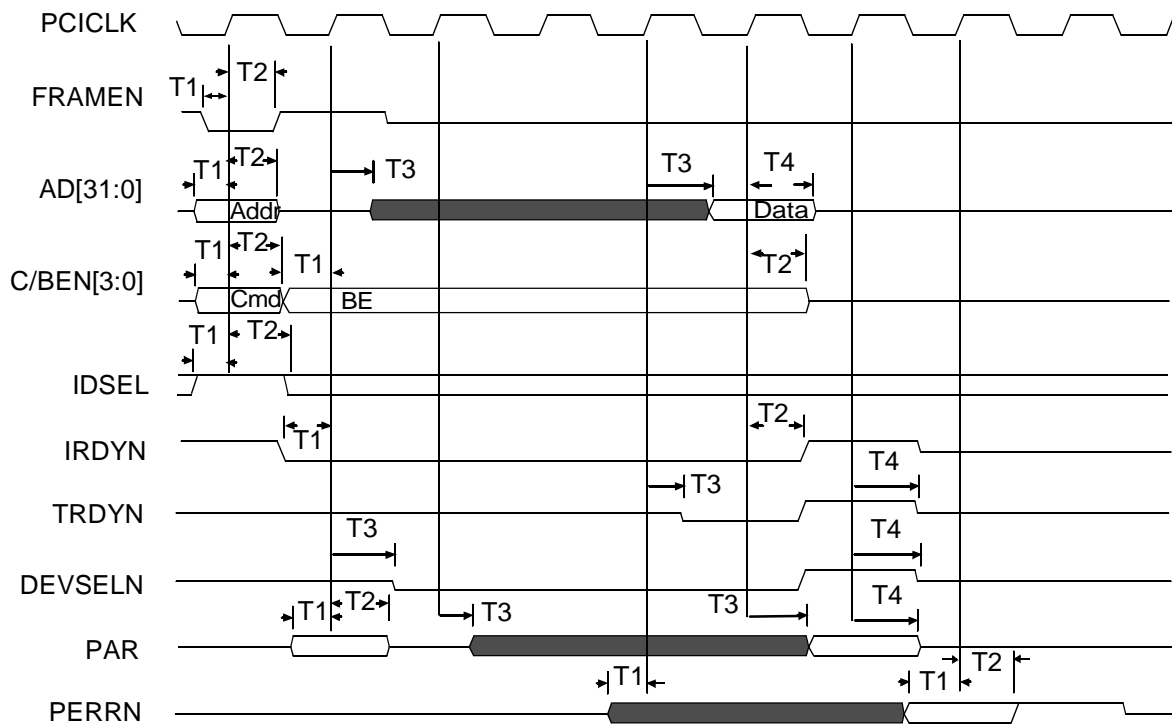 PCICLK
T1 T2
FRAMEN
T1 T2 T3 T3 T4
AD[31:0]
Addr Data
T1 T2 T1 T2
C/BEN[3:0]
Cmd BE
T1 T2
IDSEL
T1 T2
IRDYN
T3 T4
TRDYN
T3 T4
DEVSELN
T1 T2 T3 T3 T4
PAR
T1 T1 T2
PERRN